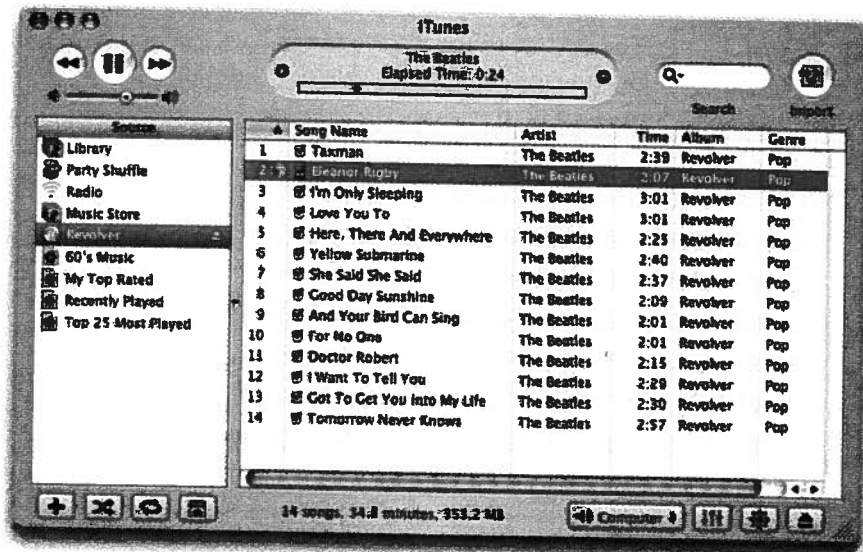 iTunes
The Beatles
Elapsed Time: 0:24
Search
Import
Source
Library
Party Shuffle
Radio
Music Store
Revolver
60's Music
My Top Rated
Recently Played
Top 25 Most Played
Song Name Artist Time Album Genre
1 Taxman The Beatles 2:39 Revolver Pop
2 Eleanor Rigby The Beatles 2:07 Revolver Pop
3 I'm Only Sleeping The Beatles 3:01 Revolver Pop
4 Love You To The Beatles 3:01 Revolver Pop
5 Here, There And Everywhere The Beatles 2:25 Revolver Pop
6 Yellow Submarine The Beatles 2:40 Revolver Pop
7 She Said She Said The Beatles 2:37 Revolver Pop
8 Good Day Sunshine The Beatles 2:09 Revolver Pop
9 And Your Bird Can Sing The Beatles 2:01 Revolver Pop
10 For No One The Beatles 2:01 Revolver Pop
11 Doctor Robert The Beatles 2:15 Revolver Pop
12 I Want To Tell You The Beatles 2:29 Revolver Pop
13 Got To Get You Into My Life The Beatles 2:30 Revolver Pop
14 Tomorrow Never Knows The Beatles 2:57 Revolver Pop
14 songs, minutes, 353.2 MB
Computer